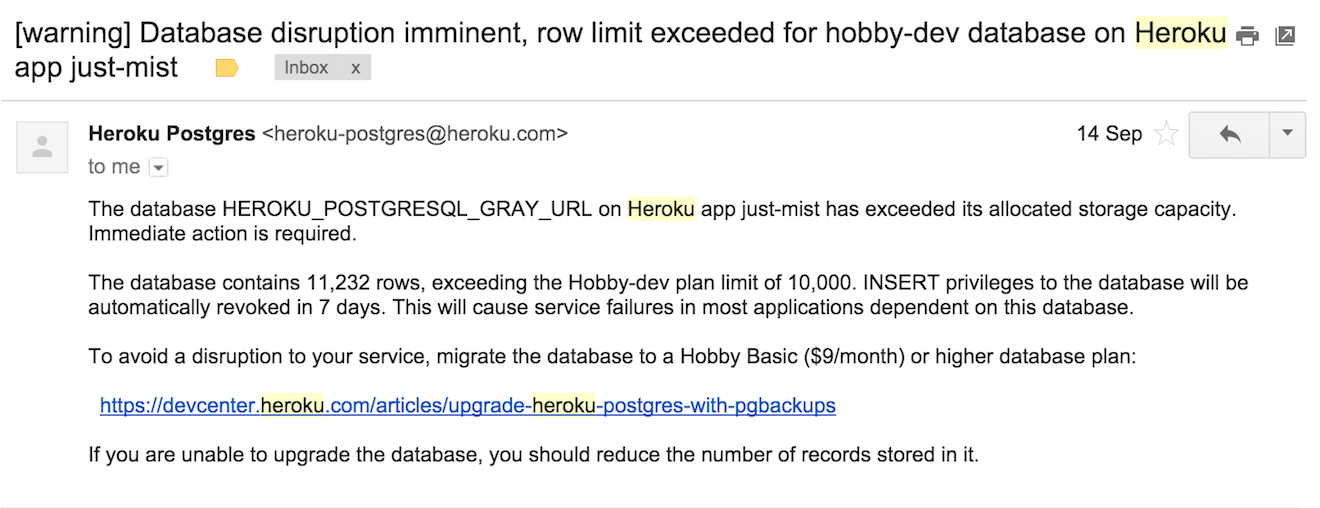 [warning] Database disruption imminent, row limit exceeded for hobby-dev database on Heroku
app just-mist
Inbox x
Heroku Postgres <heroku-postgres@heroku.com>
14 Sep
to me
The database HEROKU_POSTGRESQL_GRAY_URL on Heroku app just-mist has exceeded its allocated storage capacity.
Immediate action is required.
The database contains 11,232 rows, exceeding the Hobby-dev plan limit of 10,000. INSERT privileges to the database will be
automatically revoked in 7 days. This will cause service failures in most applications dependent on this database.
To avoid a disruption to your service, migrate the database to a Hobby Basic ($9/month) or higher database plan:
https://devcenter.heroku.com/articles/upgrade-heroku-postgres-with-pgbackups
If you are unable to upgrade the database, you should reduce the number of records stored in it.